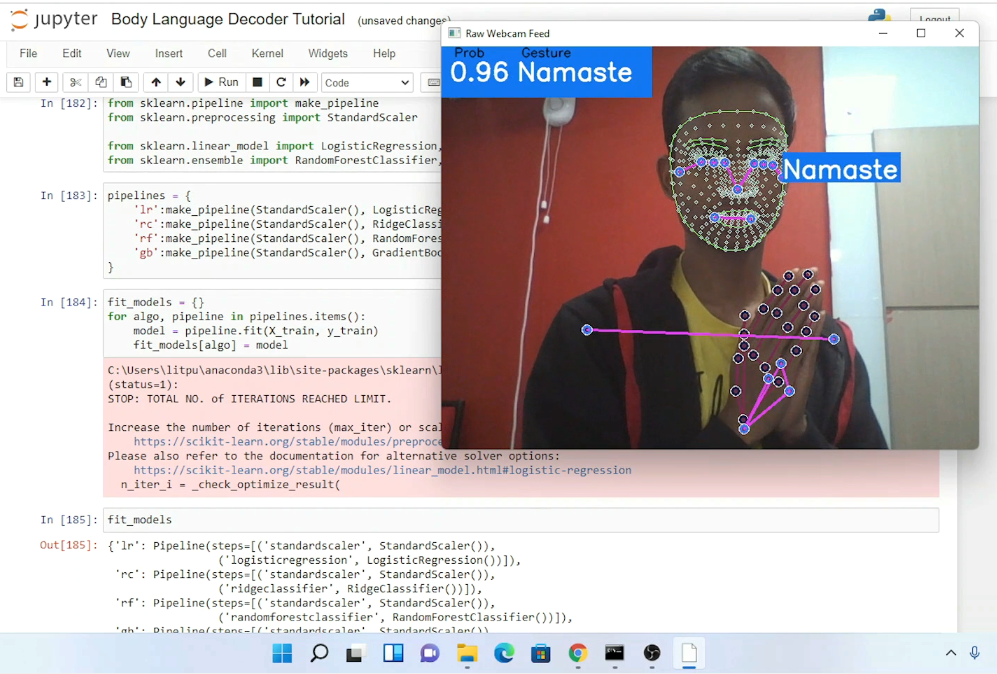 jupyter Body Language Decoder Tutorial (unsaved changes)
Logout
File Edit View Insert Cell Kernel Widgets Help
Run Code
Raw Webcam Feed
Prob Gesture
0.96 Namaste
Namaste
In [182]: from sklearn.pipeline import make_pipeline
from sklearn.preprocessing import StandardScaler
from sklearn.linear_model import LogisticRegression,
from sklearn.ensemble import RandomForestClassifier,
In [183]: pipelines = {
'lr':make_pipeline(StandardScaler(), LogisticReg
'rc':make_pipeline(StandardScaler(), RidgeClassi
'rf':make_pipeline(StandardScaler(), RandomFores
'gb':make_pipeline(StandardScaler(), GradientBoo
}
In [184]: fit_models = {}
for algo, pipeline in pipelines.items():
model = pipeline.fit(X_train, y_train)
fit_models[algo] = model
C:\Users\litpu\anaconda3\lib\site-packages\sklearn\l
(status=1):
STOP: TOTAL NO. of ITERATIONS REACHED LIMIT.
Increase the number of iterations (max_iter) or scal
https://scikit-learn.org/stable/modules/preproce
Please also refer to the documentation for alternative solver options:
https://scikit-learn.org/stable/modules/linear_model.html#logistic-regression
n_iter_i = _check_optimize_result(
In [185]: fit_models
Out[185]: {'lr': Pipeline(steps=[('standardscaler', StandardScaler()),
('logisticregression', LogisticRegression())]),
'rc': Pipeline(steps=[('standardscaler', StandardScaler()),
('ridgeclassifier', RidgeClassifier())]),
'rf': Pipeline(steps=[('standardscaler', StandardScaler()),
('randomforestclassifier', RandomForestClassifier())]),
'gb': Pipeline(steps=[('standardscaler', StandardScaler()),